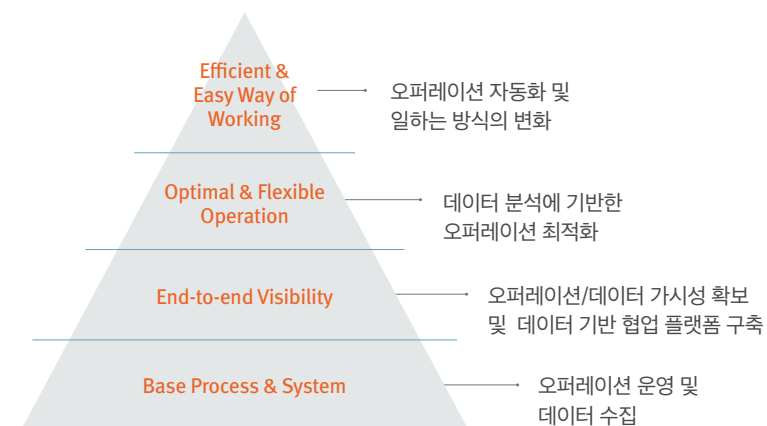 Efficient &
Easy Way of
Working
오퍼레이션 자동화 및
일하는 방식의 변화
Optimal & Flexible
Operation
데이터 분석에 기반한
오퍼레이션 최적화
End-to-end Visibility
오퍼레이션/데이터 가시성 확보
및 데이터 기반 협업 플랫폼 구축
Base Process & System
오퍼레이션 운영 및
데이터 수집